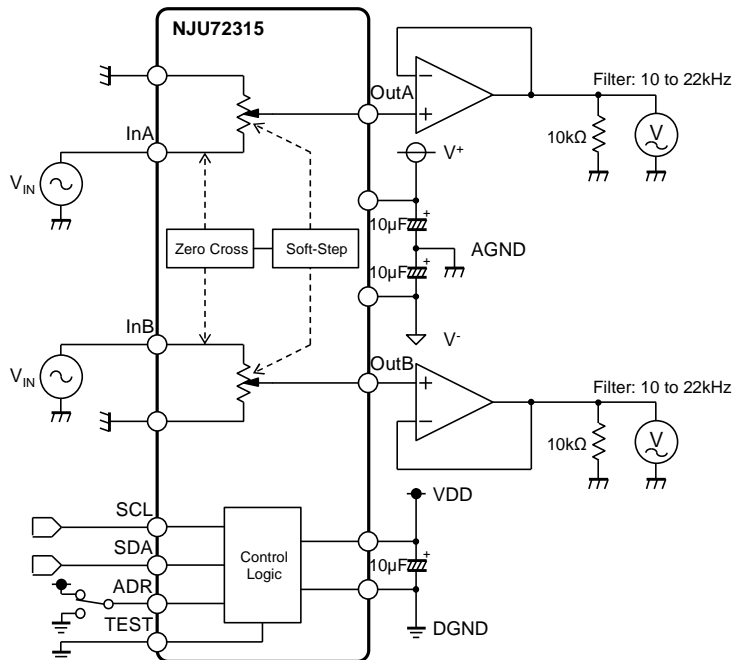 NJU72315
OutA
Filter: 10 to 22kHz
10kΩ
V
InA
V+
VIN
10µF
+
Zero Cross
Soft-Step
AGND
10µF
+
InB
V-
OutB
VIN
Filter: 10 to 22kHz
10kΩ
V
SCL
VDD
SDA
Control
Logic
10µF
+
ADR
TEST
DGND